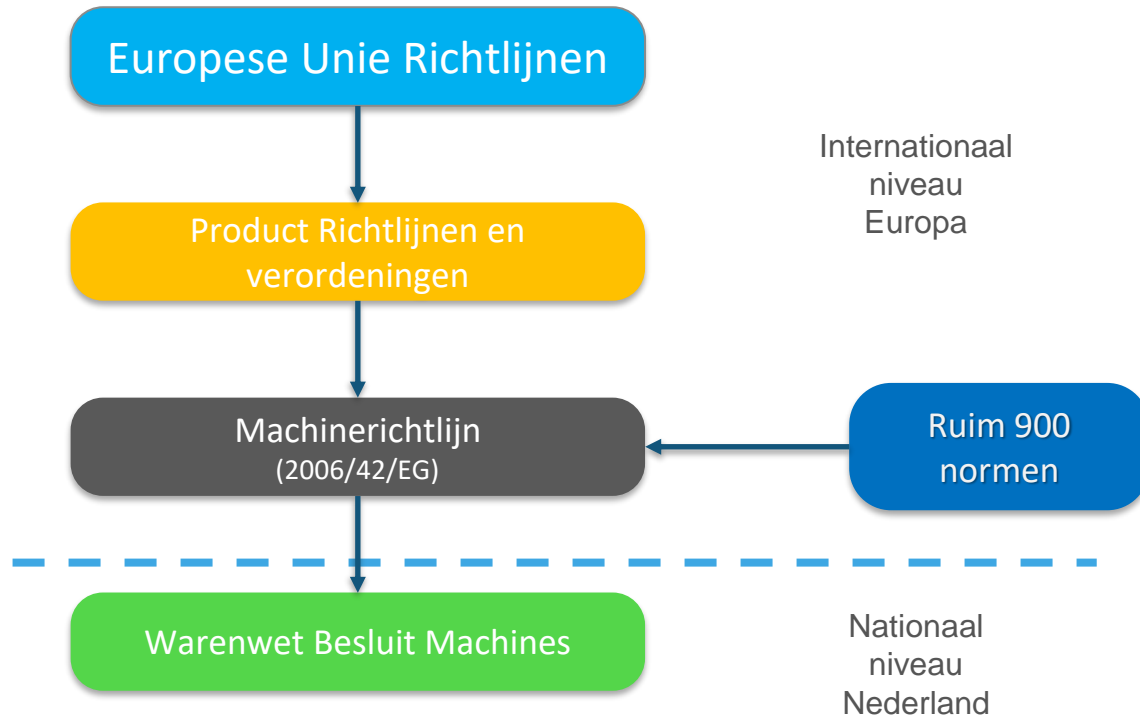 Europese Unie Richtlijnen
Internationaal
niveau
Europa
Product Richtlijnen en
verordeningen
Machinerichtlijn
(2006/42/EG)
Ruim 900
normen
Warenwet Besluit Machines
Nationaal
niveau
Nederland